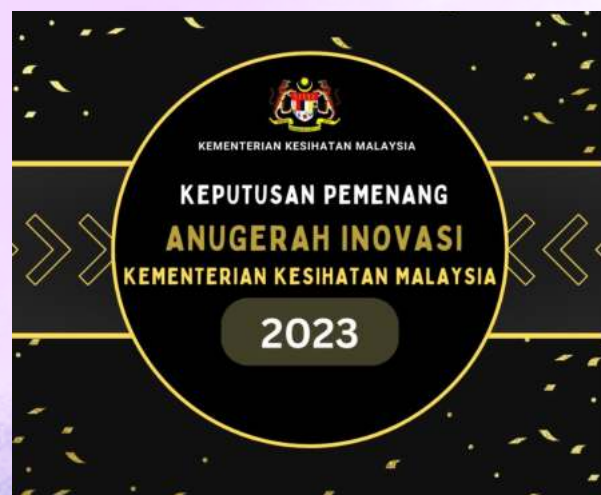 KEMENTERIAN KESIHATAN MALAYSIA
KEPUTUSAN PEMENANG
ANUGERAH INOVASI
KEMENTERIAN KESIHATAN MALAYSIA
2023